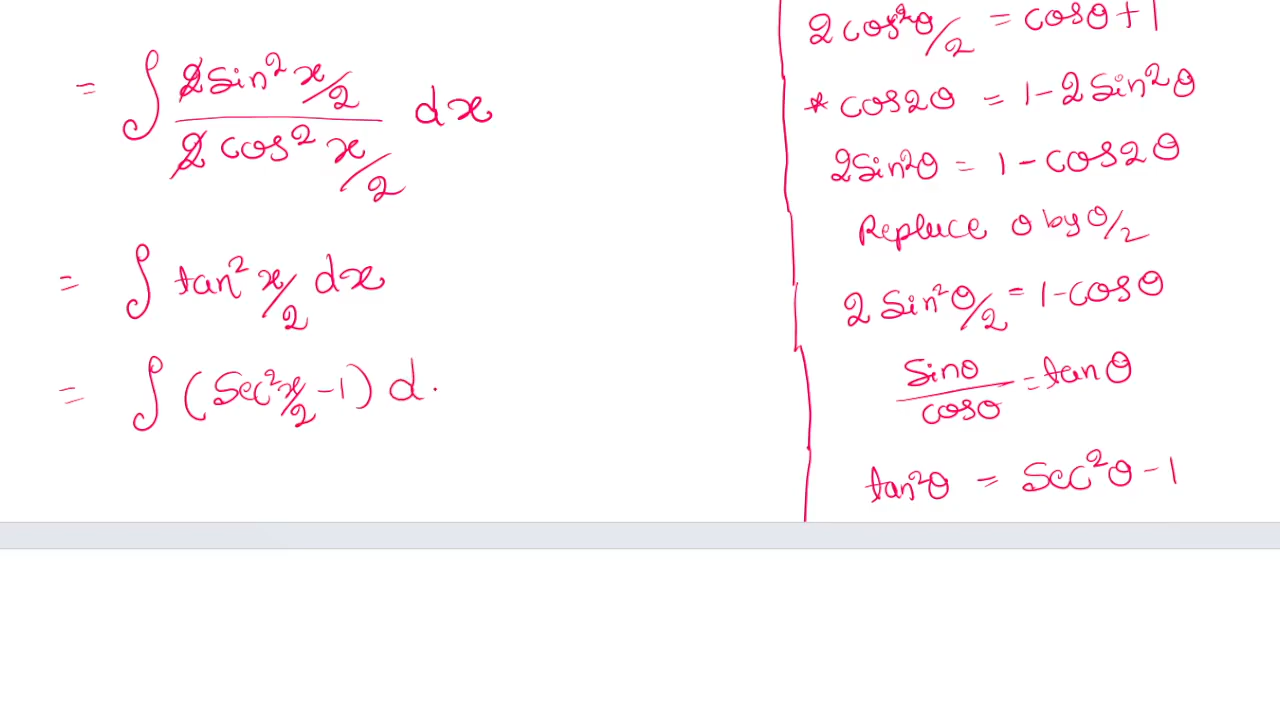 = ∫ 2sin² x/2 / 2cos² x/2 dx
= ∫ tan² x/2 dx
= ∫ (Sec² x/2 - 1) d.
2cos² θ/2 = cosθ + 1
* cos2θ = 1 - 2sin²θ
2sin²θ = 1 - cos2θ
Repluce θ by θ/2
2 sin² θ/2 = 1 - cosθ
sinθ / cosθ = tanθ
tan²θ = Sec²θ - 1